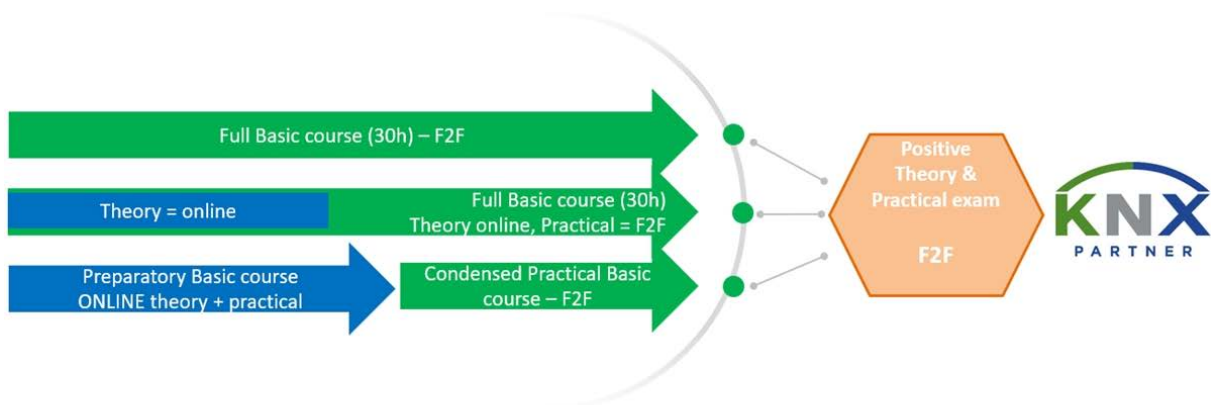 Full Basic course (30h) – F2F
Theory = online
Full Basic course (30h)
Theory online, Practical = F2F
Preparatory Basic course
ONLINE theory + practical
Condensed Practical Basic
course – F2F
Positive
Theory &
Practical exam
F2F
KNX
PARTNER